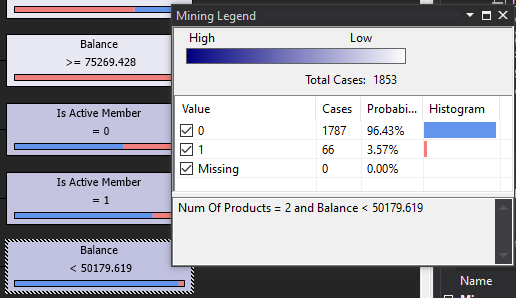 Balance
>= 75269.428
Is Active Member
= 0
Is Active Member
= 1
Balance
< 50179.619
Mining Legend
High Low
Total Cases: 1853
Value Cases Probabi... Histogram
0 1787 96.43%
1 66 3.57%
Missing 0 0.00%
Num Of Products = 2 and Balance < 50179.619
Name